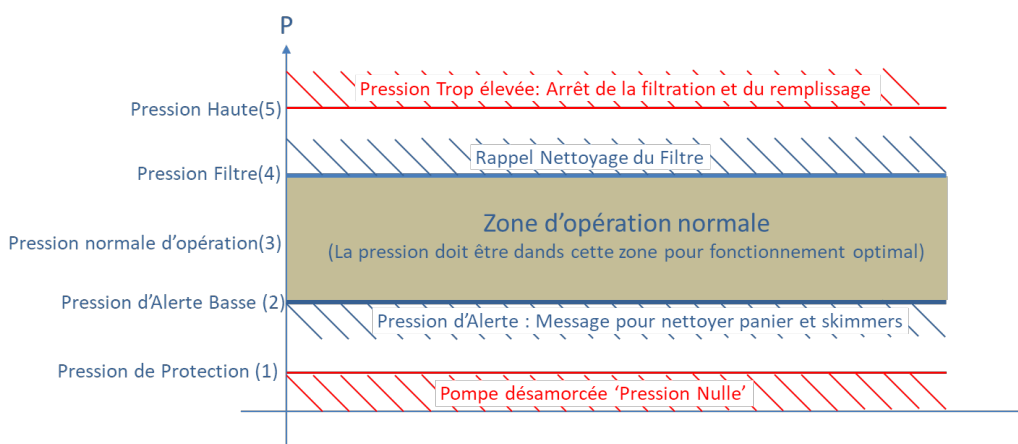 P
Pression Trop élevée: Arrêt de la filtration et du remplissage
Pression Haute(5)
Rappel Nettoyage du Filtre
Pression Filtre(4)
Zone d’opération normale
Pression normale d’opération(3)
(La pression doit être dands cette zone pour fonctionnement optimal)
Pression d’Alerte Basse (2)
Pression d’Alerte : Message pour nettoyer panier et skimmers
Pression de Protection (1)
Pompe désamorcée ‘Pression Nulle’